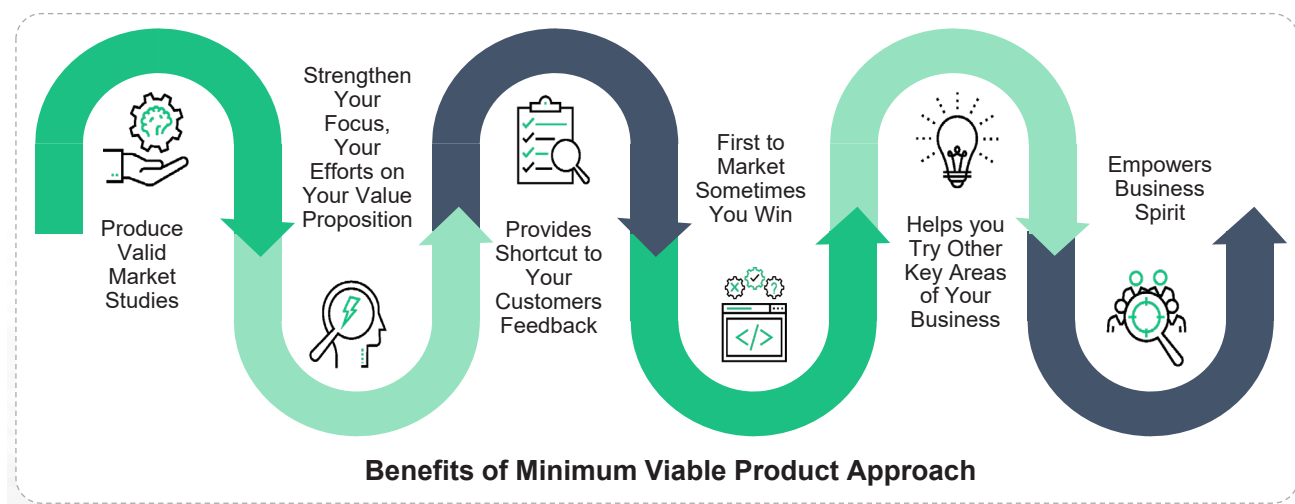 Produce
Valid
Market
Studies
Strengthen
Your
Focus,
Your
Efforts on
Your Value
Proposition
Provides
Shortcut to
Your
Customers
Feedback
First to
Market
Sometimes
You Win
</>
Helps you
Try Other
Key Areas
of Your
Business
Empowers
Business
Spirit
Benefits of Minimum Viable Product Approach